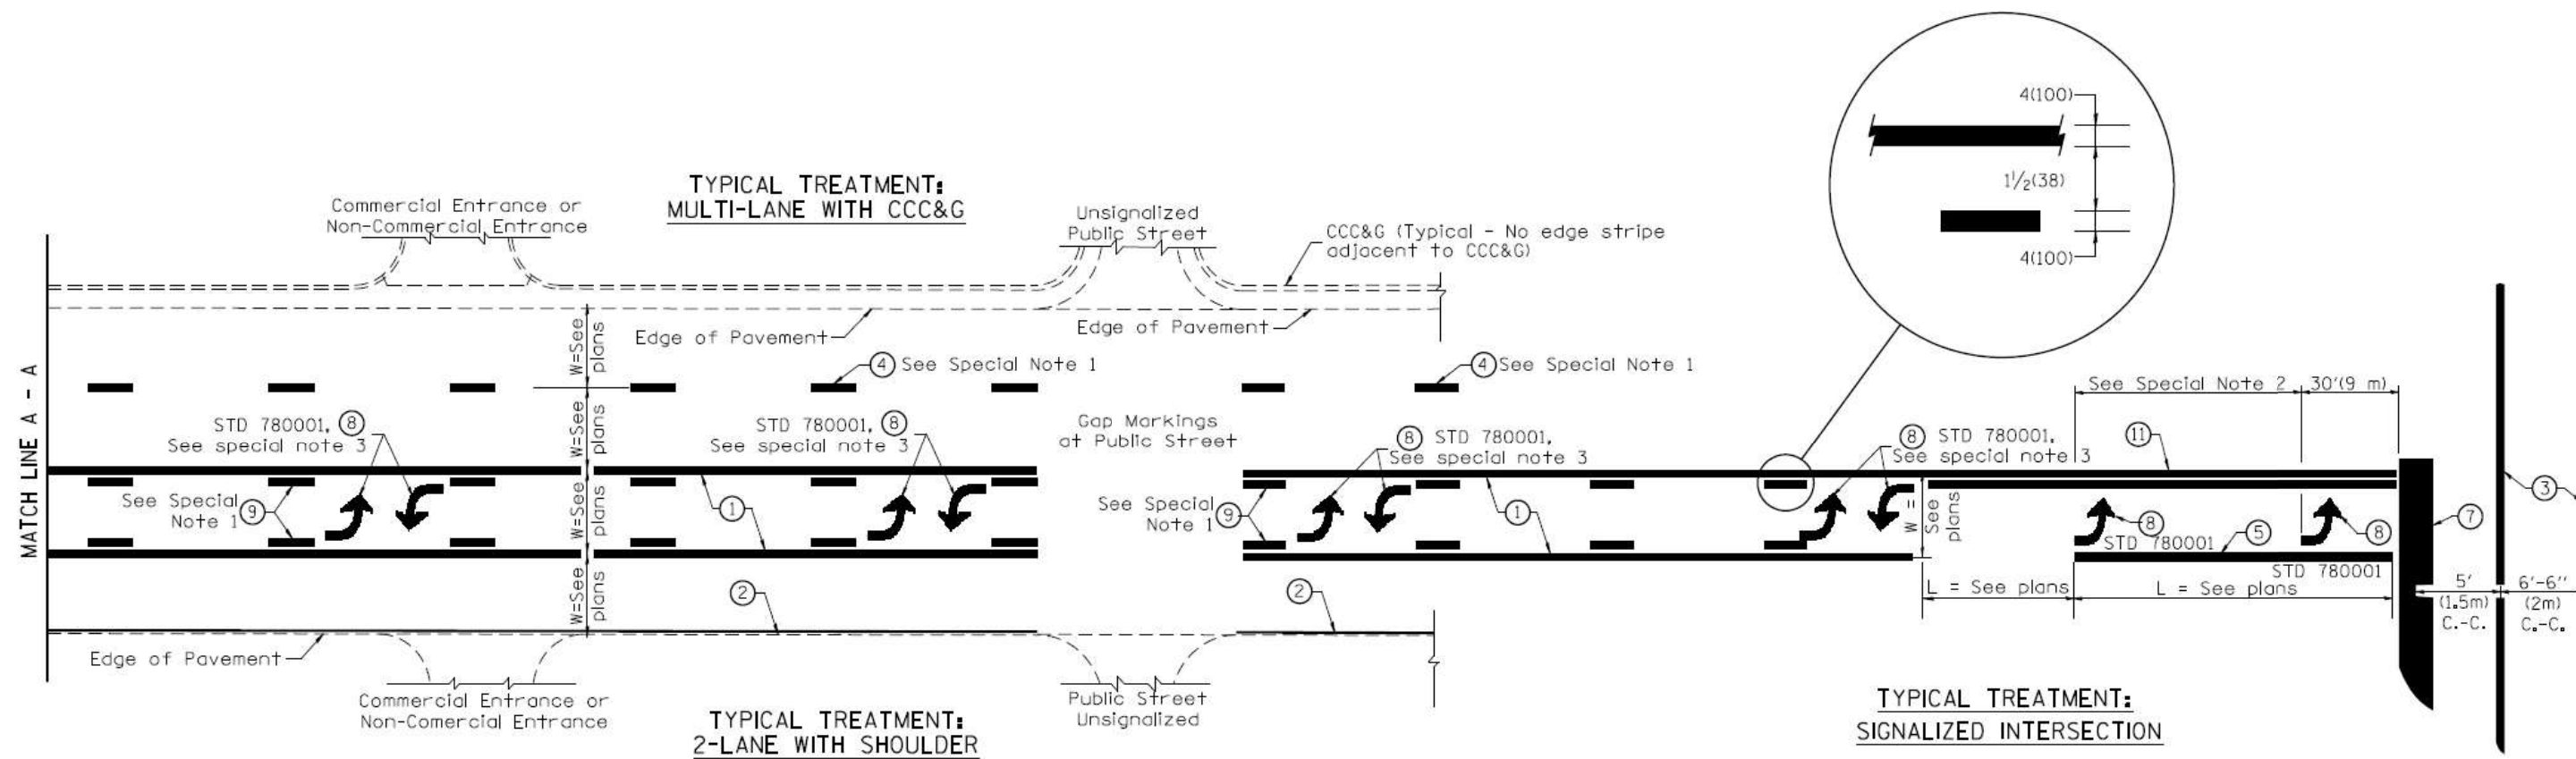 TYPICAL TREATMENT:
MULTI-LANE WITH CCC&G
Commercial Entrance or
Non-Commercial Entrance
Unsignalized
Public Street
CCC&G (Typical - No edge stripe
adjacent to CCC&G)
4(100)
1 1/2(38)
4(100)
Edge of Pavement
Edge of Pavement
MATCH LINE A - A
W=See
plans
4 See Special Note 1
4 See Special Note 1
W=See
plans
Gap Markings
at Public Street
STD 780001, 8
See special note 3
STD 780001, 8
See special note 3
8 STD 780001,
See special note 3
8 STD 780001,
See special note 3
See Special Note 2
30'(9 m)
11
See Special
Note 1 9
W=See
plans
1
See Special
Note 1 9
1
W =
See
plans
8
STD 780001
5
8
STD 780001
7
3
W=See
plans
2
2
L = See plans
L = See plans
5'
(1.5m)
C.-C.
6'-6"
(2m)
C.-C.
Edge of Pavement
Commercial Entrance or
Non-Comercial Entrance
Public Street
Unsignalized
TYPICAL TREATMENT:
2-LANE WITH SHOULDER
TYPICAL TREATMENT:
SIGNALIZED INTERSECTION